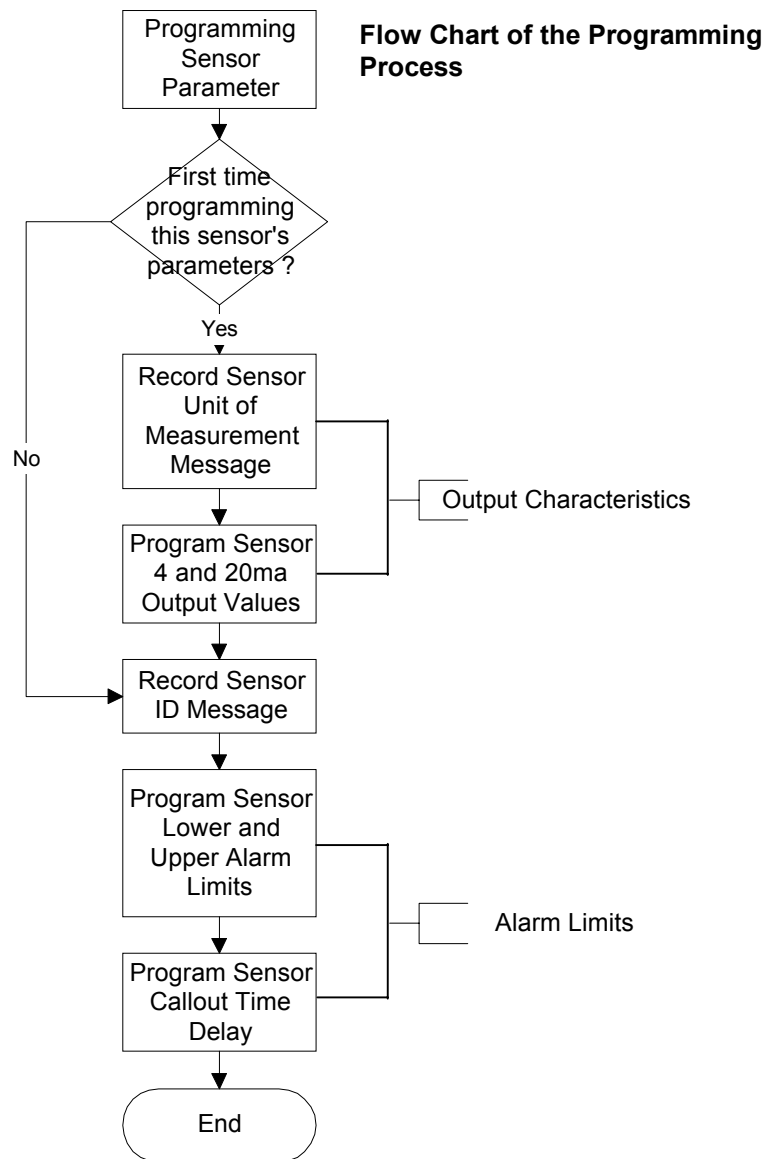 Programming
Sensor
Parameter
Flow Chart of the Programming
Process
First time
programming
this sensor's
parameters ?
Yes
Record Sensor
Unit of
Measurement
Message
No
Output Characteristics
Program Sensor
4 and 20ma
Output Values
Record Sensor
ID Message
Program Sensor
Lower and
Upper Alarm
Limits
Alarm Limits
Program Sensor
Callout Time
Delay
End